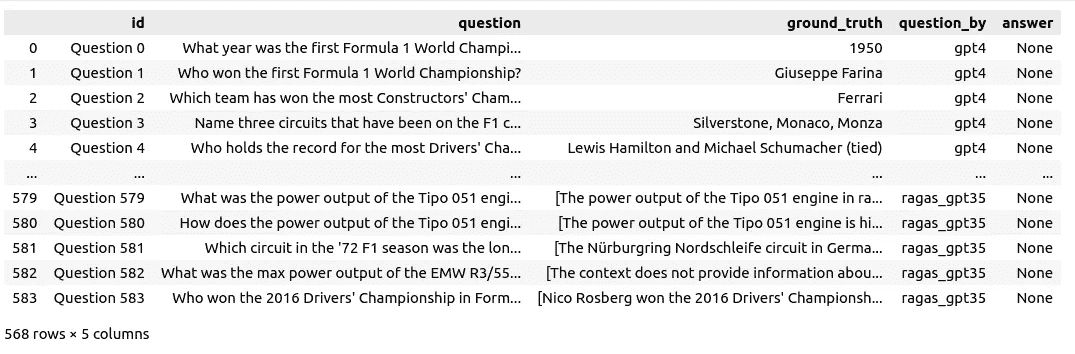 id question ground_truth question_by answer
0 Question 0 What year was the first Formula 1 World Champi... 1950 gpt4 None
1 Question 1 Who won the first Formula 1 World Championship? Giuseppe Farina gpt4 None
2 Question 2 Which team has won the most Constructors' Cham... Ferrari gpt4 None
3 Question 3 Name three circuits that have been on the F1 c... Silverstone, Monaco, Monza gpt4 None
4 Question 4 Who holds the record for the most Drivers' Cha... Lewis Hamilton and Michael Schumacher (tied) gpt4 None
... ... ... ... ... ...
579 Question 579 What was the power output of the Tipo 051 engi... [The power output of the Tipo 051 engine in ra... ragas_gpt35 None
580 Question 580 How does the power output of the Tipo 051 engi... [The power output of the Tipo 051 engine is hi... ragas_gpt35 None
581 Question 581 Which circuit in the '72 F1 season was the lon... [The Nürburgring Nordschleife circuit in Germa... ragas_gpt35 None
582 Question 582 What was the max power output of the EMW R3/55... [The context does not provide information abou... ragas_gpt35 None
583 Question 583 Who won the 2016 Drivers' Championship in Form... [Nico Rosberg won the 2016 Drivers' Championsh... ragas_gpt35 None
568 rows × 5 columns